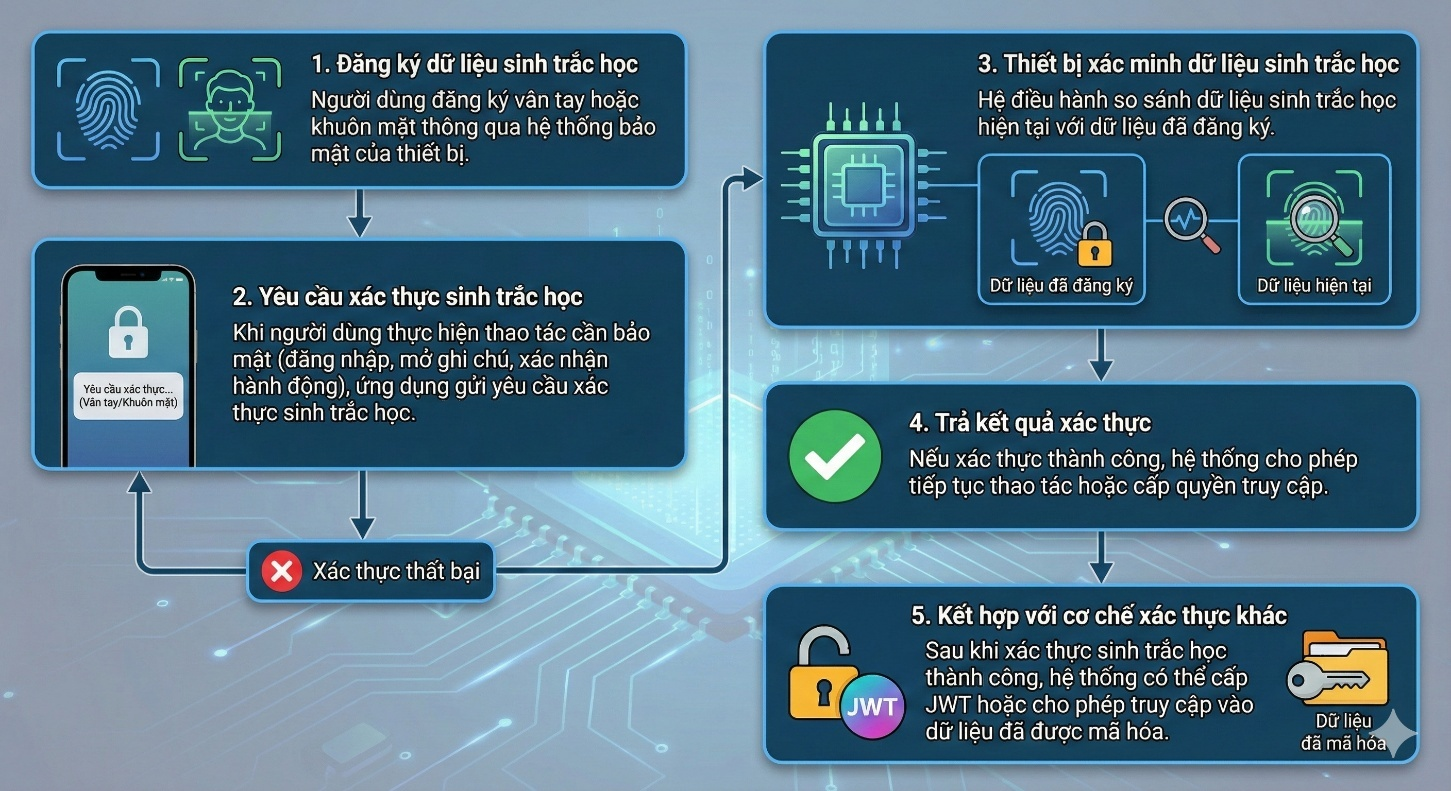 1. Đăng ký dữ liệu sinh trắc học
Người dùng đăng ký vân tay hoặc
khuôn mặt thông qua hệ thống bảo
mật của thiết bị.
2. Yêu cầu xác thực sinh trắc học
Khi người dùng thực hiện thao tác cần bảo
mật (đăng nhập, mở ghi chú, xác nhận
hành động), ứng dụng gửi yêu cầu xác
thực sinh trắc học.
Yêu cầu xác thực...
(Vân tay/Khuôn mặt)
Xác thực thất bại
3. Thiết bị xác minh dữ liệu sinh trắc học
Hệ điều hành so sánh dữ liệu sinh trắc học
hiện tại với dữ liệu đã đăng ký.
Dữ liệu đã đăng ký
Dữ liệu hiện tại
4. Trả kết quả xác thực
Nếu xác thực thành công, hệ thống cho phép
tiếp tục thao tác hoặc cấp quyền truy cập.
5. Kết hợp với cơ chế xác thực khác
Sau khi xác thực sinh trắc học
thành công, hệ thống có thể cấp
JWT hoặc cho phép truy cập vào
dữ liệu đã được mã hóa.
JWT
Dữ liệu
đã mã hóa